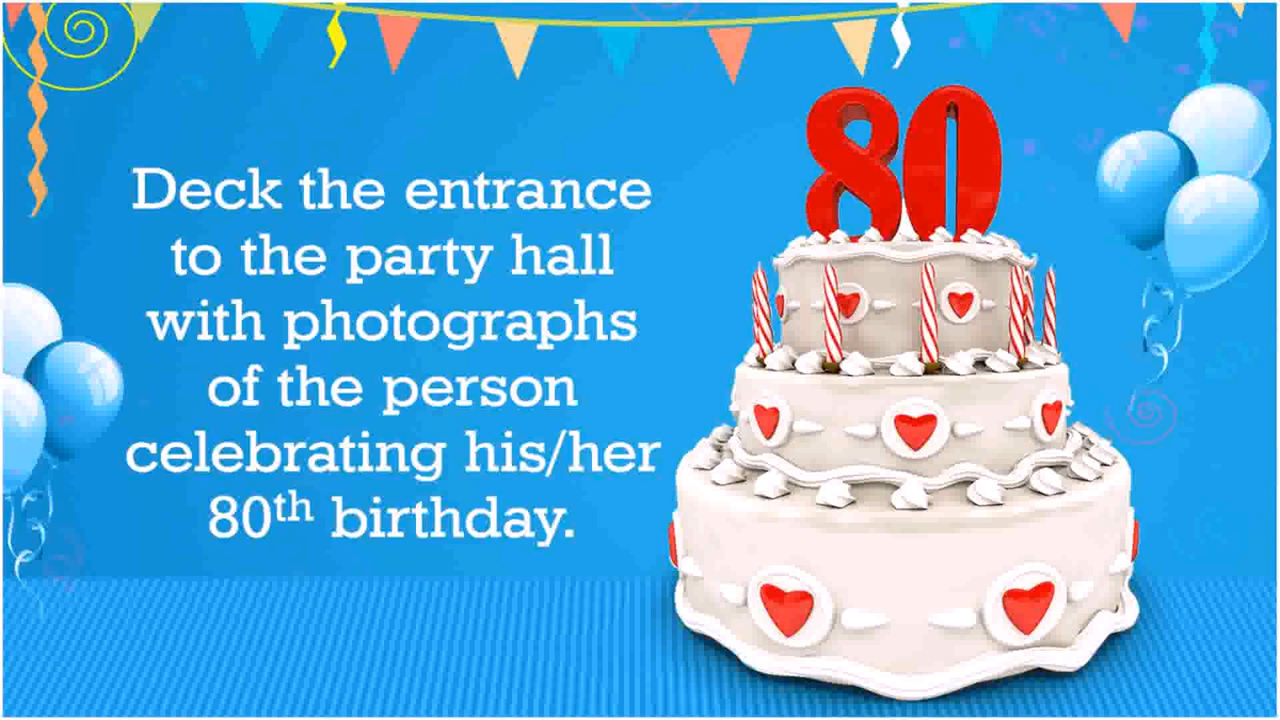 80
Deck the entrance
to the party hall
with photographs
of the person
celebrating his/her
80th birthday.